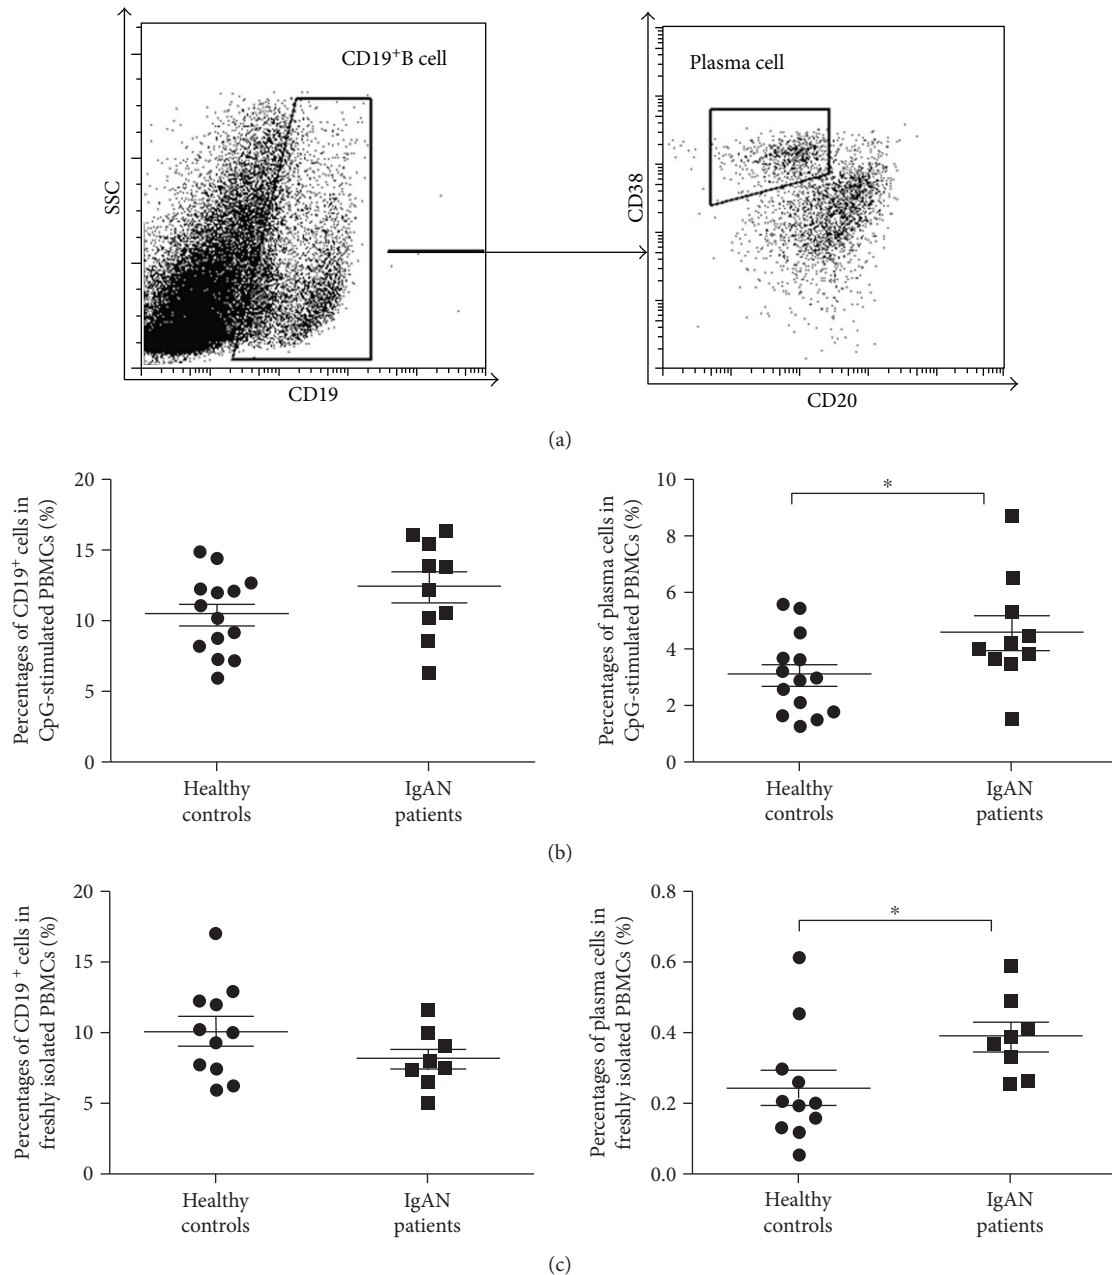 CD19⁺B cell
SSC
CD19
Plasma cell
CD38
CD20
(a)
Percentages of CD19⁺ cells in
CpG-stimulated PBMCs (%)
20
15
10
5
0
Healthy
controls
IgAN
patients
Percentages of plasma cells in
CpG-stimulated PBMCs (%)
10
8
6
4
2
0
*
Healthy
controls
IgAN
patients
(b)
Percentages of CD19 ⁺ cells in
freshly isolated PBMCs (%)
20
15
10
5
0
Healthy
controls
IgAN
patients
Percentages of plasma cells in
freshly isolated PBMCs (%)
0.8
0.6
0.4
0.2
0.0
*
Healthy
controls
IgAN
patients
(c)